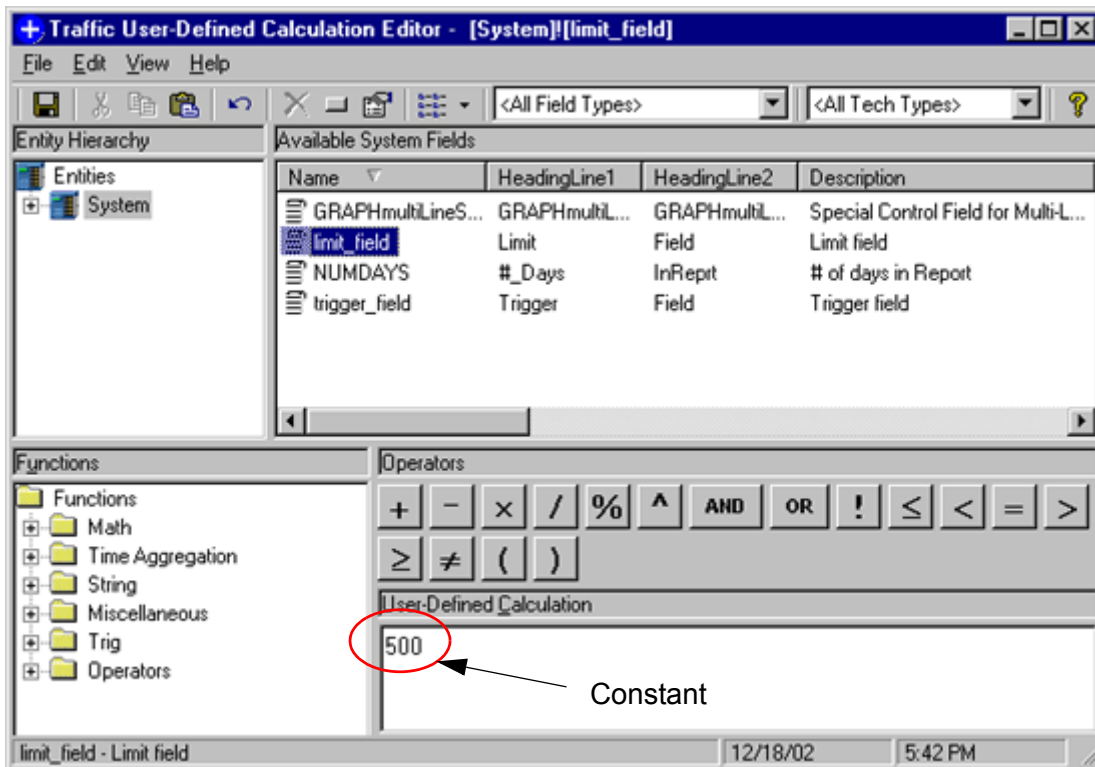 Traffic User-Defined Calculation Editor - [System]![limit_field]
File Edit View Help
<All Field Types> <All Tech Types>
Entity Hierarchy
Entities
System
Available System Fields
Name HeadingLine1 HeadingLine2 Description
GRAPHmultiLineS... GRAPHmultiL... GRAPHmultiL... Special Control Field for Multi-L...
limit_field Limit Field Limit field
NUMDAYS #_Days InReprt # of days in Report
trigger_field Trigger Field Trigger field
Functions
Functions
Math
Time Aggregation
String
Miscellaneous
Trig
Operators
Operators
+ - × / % ^ AND OR ! ≤ < = >
≥ ≠ ( )
User-Defined Calculation
500
Constant
limit_field - Limit field 12/18/02 5:42 PM